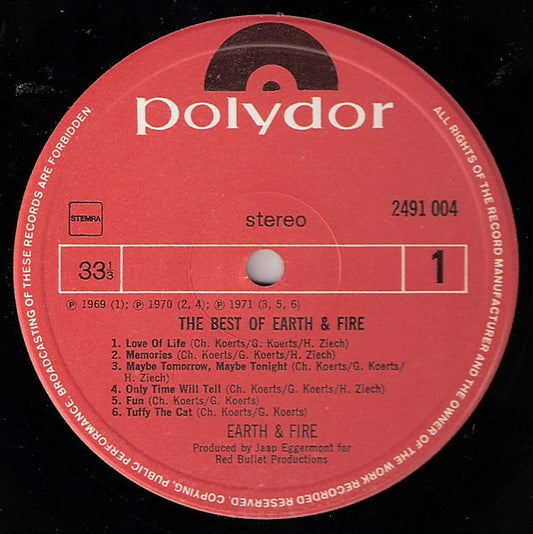 polydor
STEMRA
stereo
2491 004
33 1/3
1
℗ 1969 (1); ℗ 1970 (2, 4); ℗ 1971 (3, 5, 6)
THE BEST OF EARTH & FIRE
1. Love Of Life (Ch. Koerts/G. Koerts/H. Ziech)
2. Memories (Ch. Koerts/G. Koerts/H. Ziech)
3. Maybe Tomorrow, Maybe Tonight (Ch. Koerts/G. Koerts/
H. Ziech)
4. Only Time Will Tell (Ch. Koerts/G. Koerts/H. Ziech)
5. Fun (Ch. Koerts/G. Koerts)
6. Tuffy The Cat (Ch. Koerts/G. Koerts)
EARTH & FIRE
Produced by Jaap Eggermont for
Red Bullet Productions
ALL RIGHTS OF THE RECORD MANUFACTURER AND THE OWNER OF THE WORK RECORDED RESERVED. COPYING, PUBLIC PERFORMANCE, BROADCASTING OF THESE RECORDS ARE FORBIDDEN.